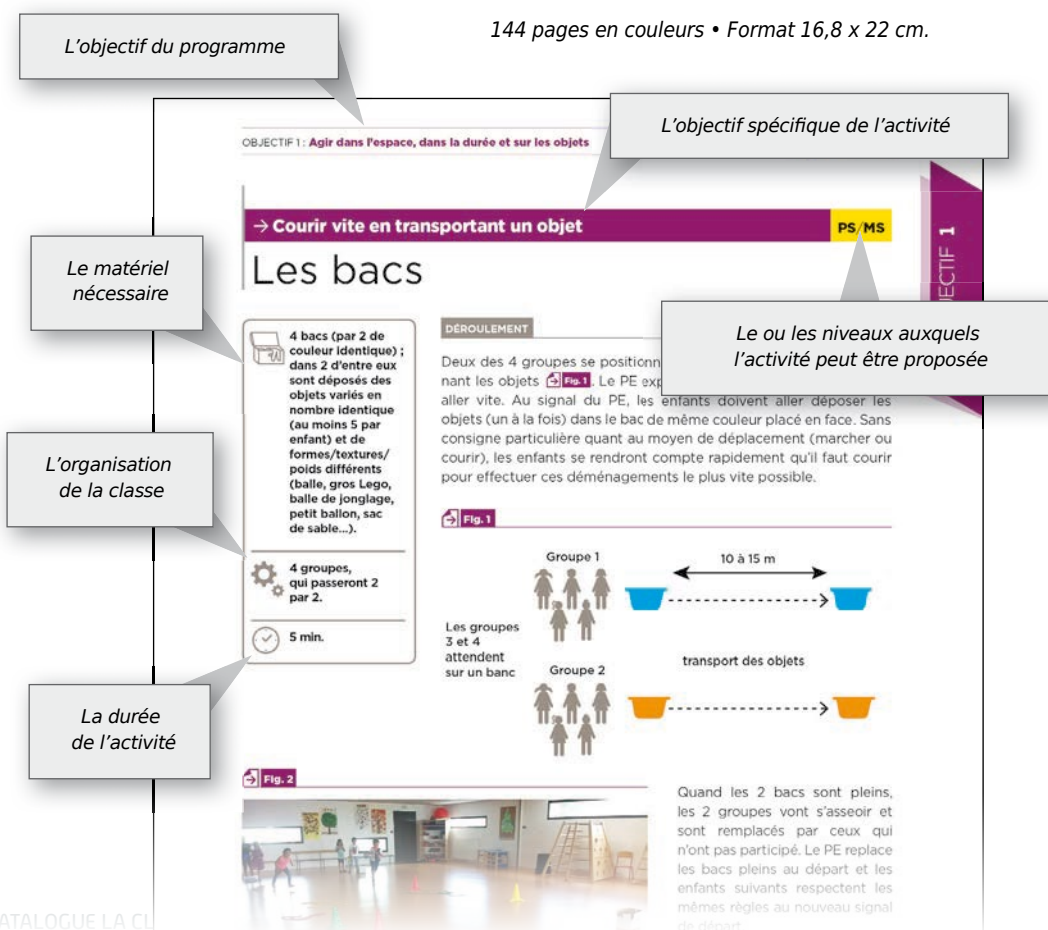 144 pages en couleurs • Format 16,8 x 22 cm.
L’objectif du programme
L’objectif spécifique de l’activité
OBJECTIF 1 : Agir dans l’espace, dans la durée et sur les objets
→ Courir vite en transportant un objet
PS/MS
Les bacs
Le matériel
nécessaire
Le ou les niveaux auxquels
l’activité peut être proposée
4 bacs (par 2 de
couleur identique) ;
dans 2 d’entre eux
sont déposés des
objets variés en
nombre identique
(au moins 5 par
enfant) et de
formes/textures/
poids différents
(balle, gros Lego,
balle de jonglage,
petit ballon, sac
de sable...).
L’organisation
de la classe
4 groupes,
qui passeront 2
par 2.
5 min.
La durée
de l’activité
DÉROULEMENT
Deux des 4 groupes se
nant les objets Fig. 1. Le PE
aller vite. Au signal du PE, les enfants doivent aller déposer les
objets (un à la fois) dans le bac de même couleur placé en face. Sans
consigne particulière quant au moyen de déplacement (marcher ou
courir), les enfants se rendront compte rapidement qu’il faut courir
pour effectuer ces déménagements le plus vite possible.
Fig. 1
Groupe 1
10 à 15 m
Les groupes
3 et 4
attendent
sur un banc
Groupe 2
transport des objets
Fig. 2
Quand les 2 bacs sont pleins,
les 2 groupes vont s’asseoir et
sont remplacés par ceux qui
n’ont pas participé. Le PE replace
les bacs pleins au départ et les
enfants suivants respectent les
mêmes règles au nouveau signal
de départ